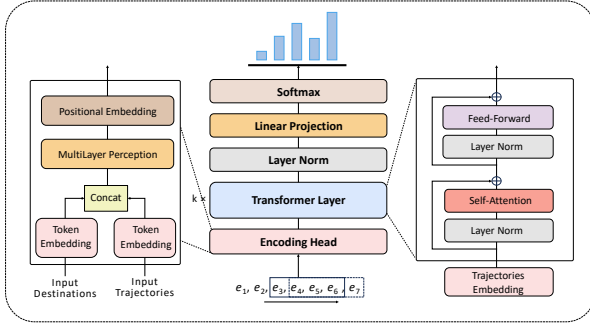 Positional Embedding
MultiLayer Perception
Concat
Token
Embedding
Token
Embedding
Input
Destinations
Input
Trajectories
Softmax
Linear Projection
Layer Norm
k ×
Transformer Layer
Encoding Head
e1, e2, e3, e4, e5, e6, e7
Feed-Forward
Layer Norm
Self-Attention
Layer Norm
Trajectories
Embedding